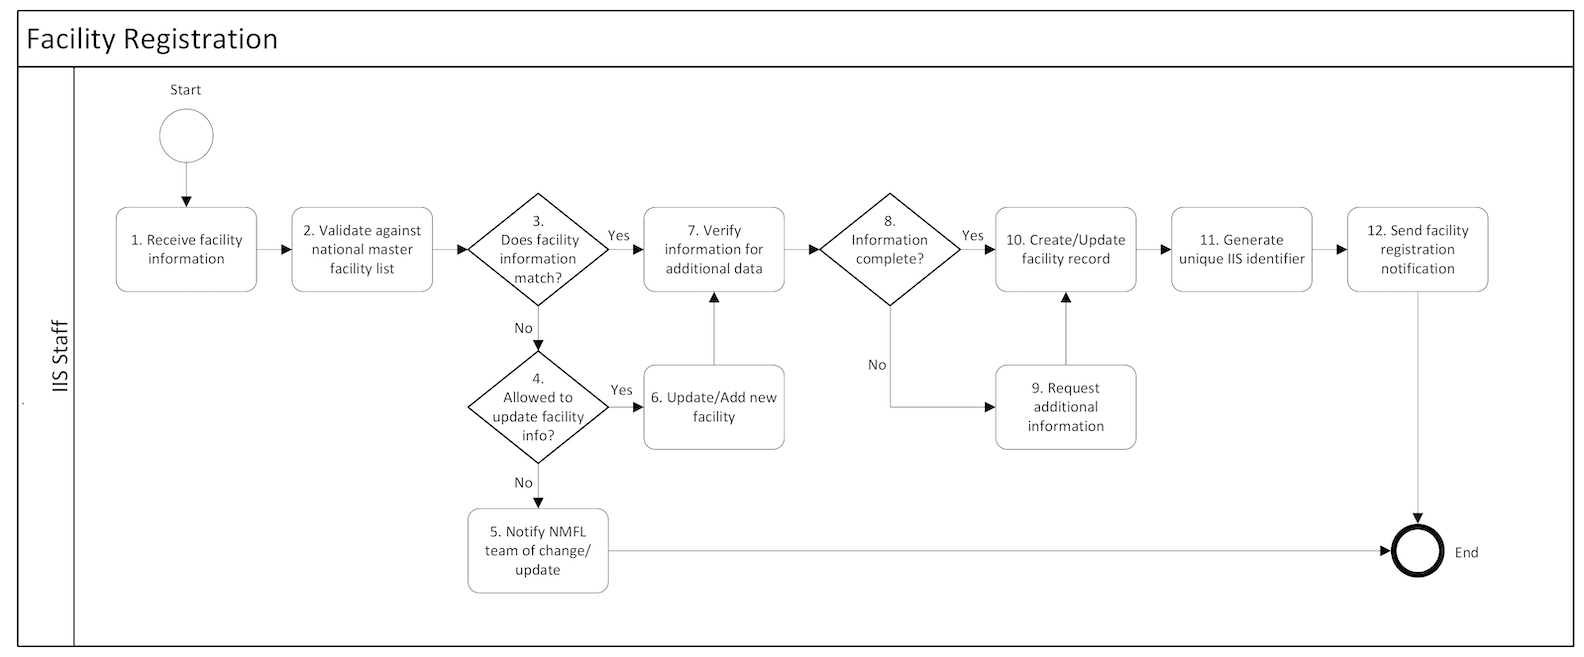 Facility Registration
IIS Staff
Start
1. Receive facility
information
2. Validate against
national master
facility list
3.
Does facility
information
match?
Yes
No
4.
Allowed to
update facility
info?
Yes
No
5. Notify NMFL
team of change/
update
6. Update/Add new
facility
7. Verify
information for
additional data
8.
Information
complete?
Yes
No
9. Request
additional
information
10. Create/Update
facility record
11. Generate
unique IIS identifier
12. Send facility
registration
notification
End